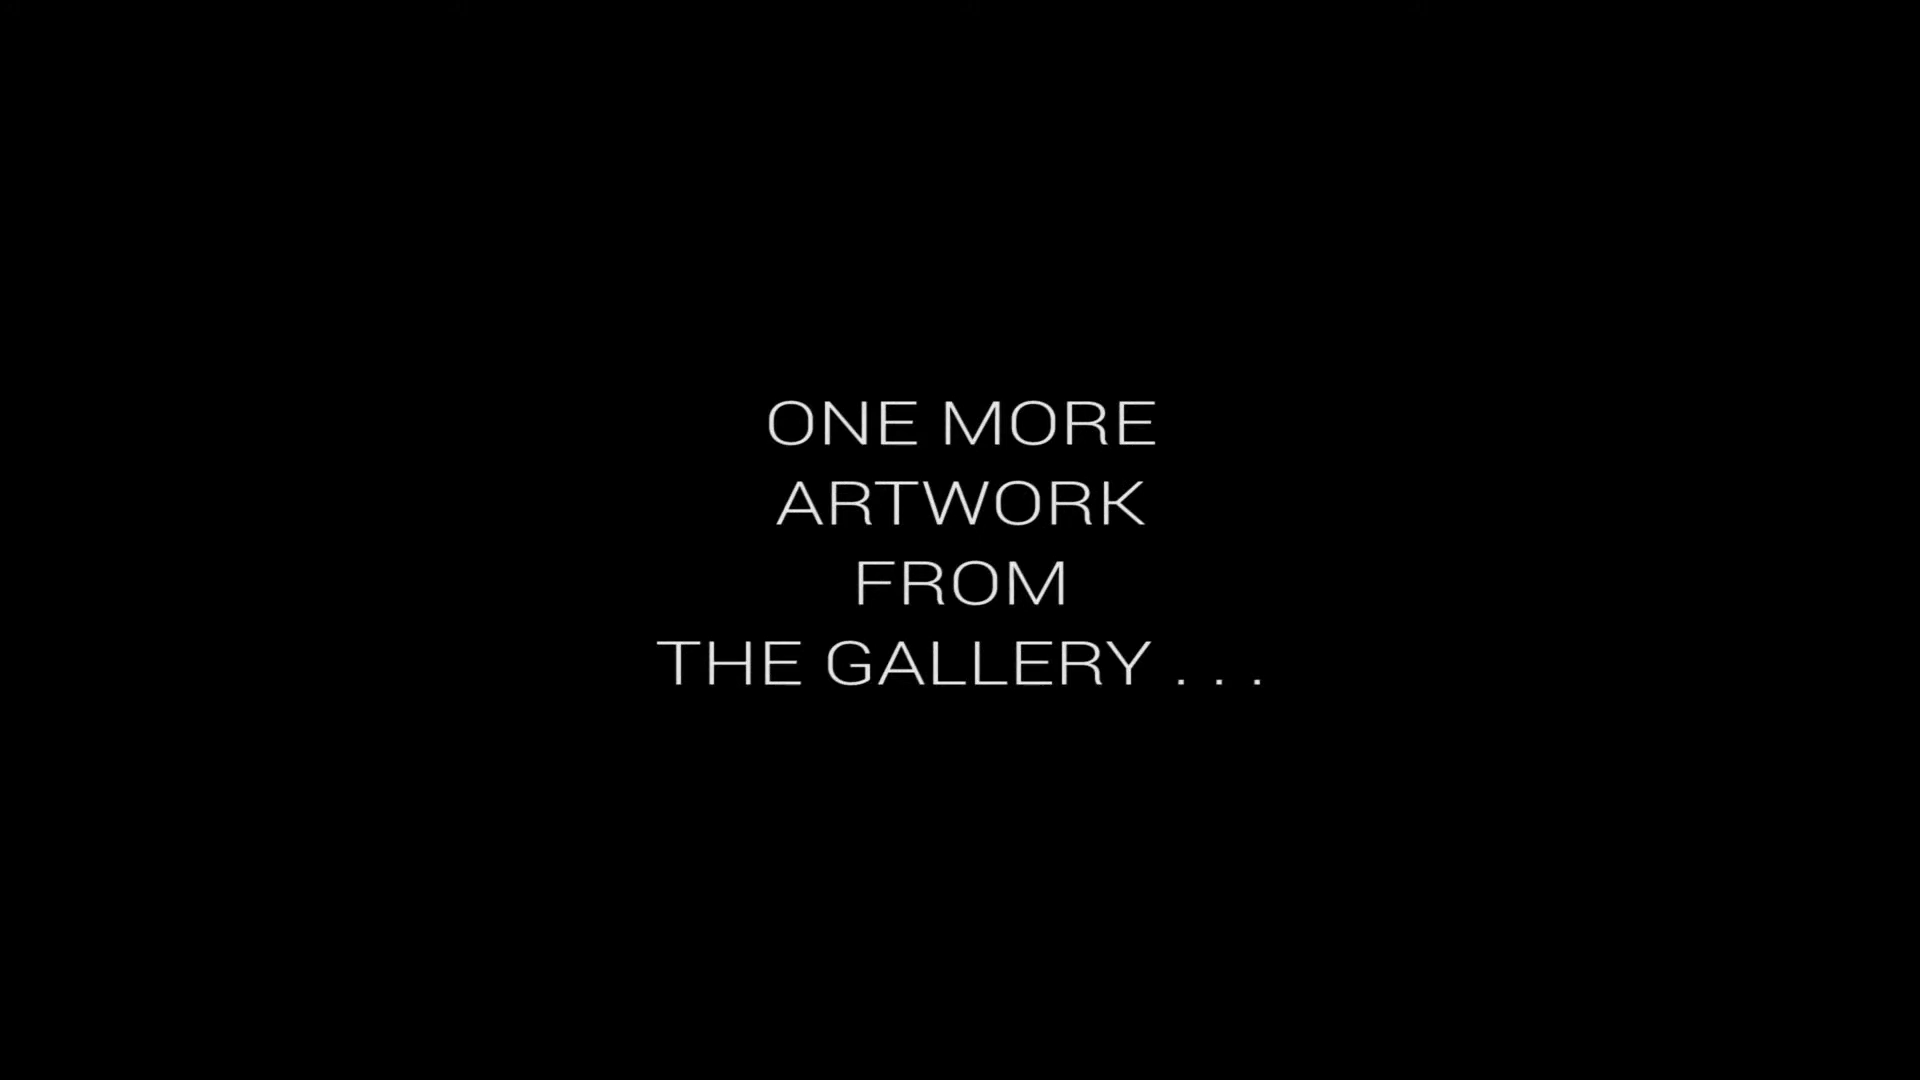 ONE MORE
ARTWORK
FROM
THE GALLERY . . .